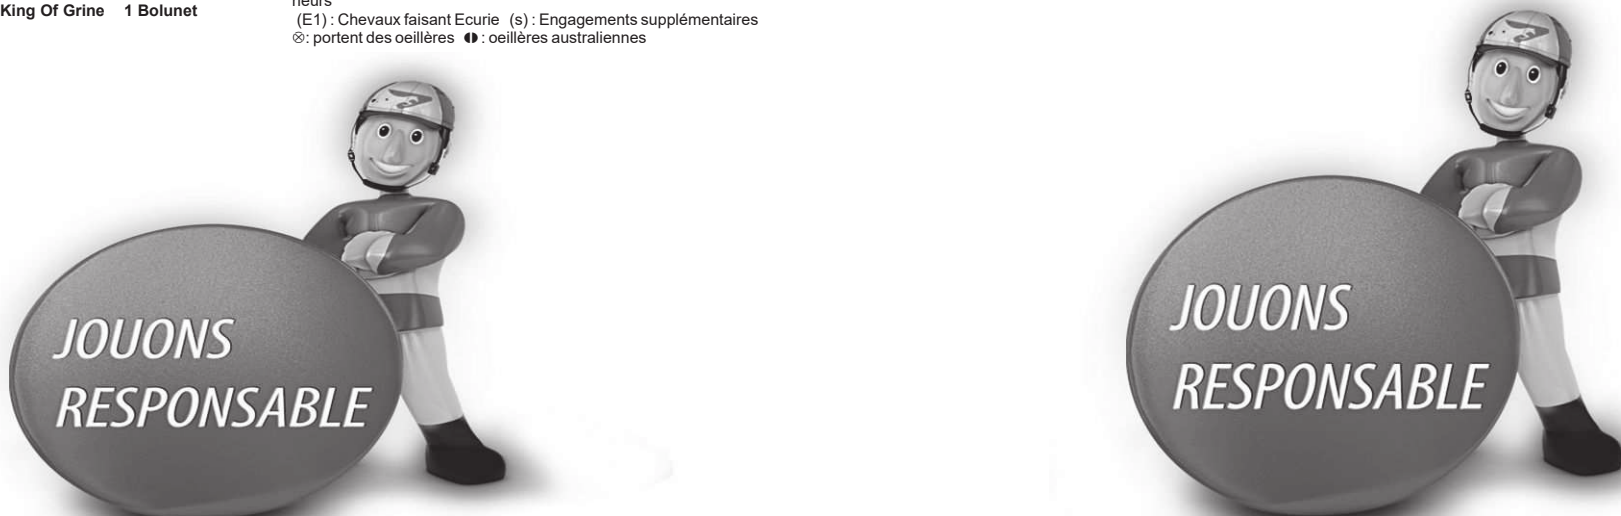 King Of Grine 1 Bolunet
neurs
(E1) : Chevaux faisant Ecurie (s) : Engagements supplémentaires
⊗: portent des oeillères ◖◗ : oeillères australiennes
JOUONS
RESPONSABLE
JOUONS
RESPONSABLE